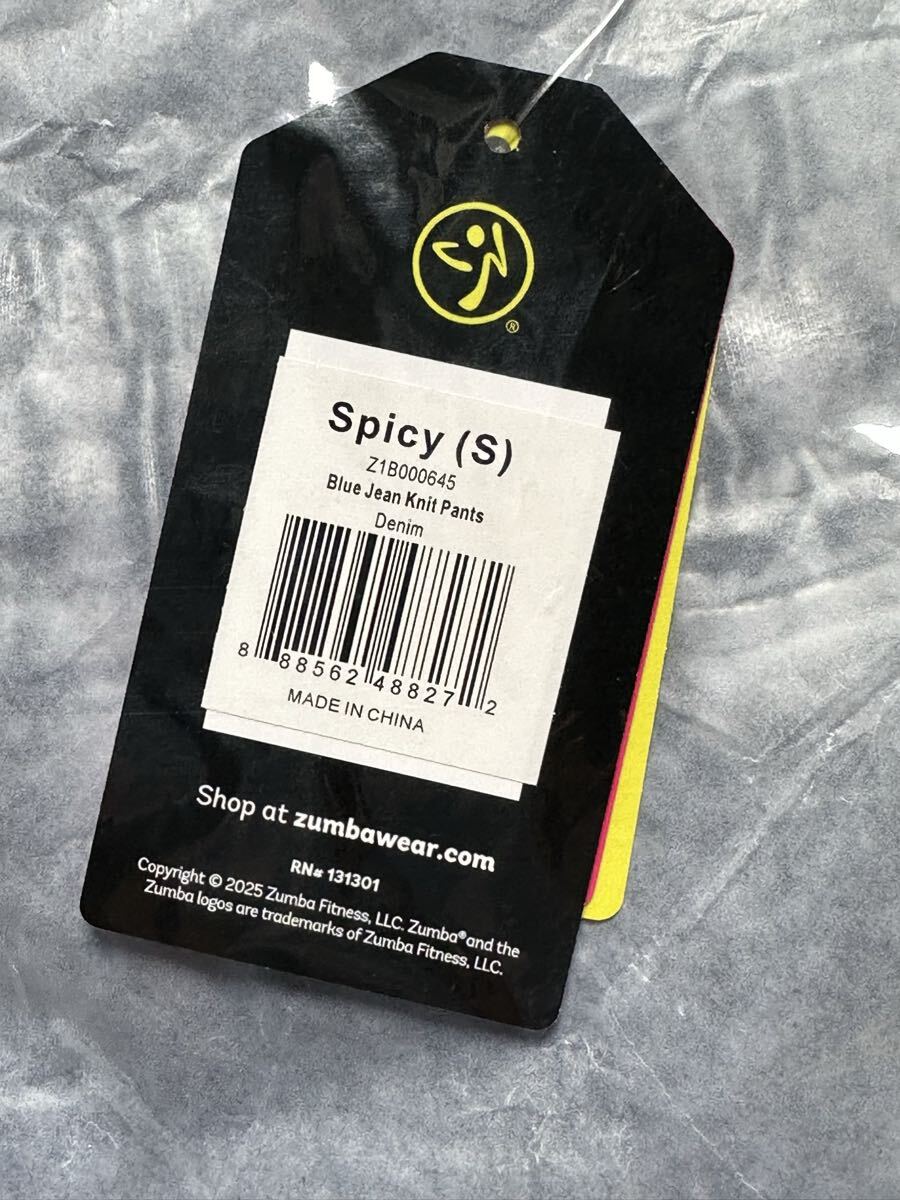 ®
Spicy (S)
Z1B000645
Blue Jean Knit Pants
Denim
8 88562 48827 2
MADE IN CHINA
Shop at zumbawear.com
RN# 131301
Copyright © 2025 Zumba Fitness, LLC. Zumba® and the
Zumba logos are trademarks of Zumba Fitness, LLC.